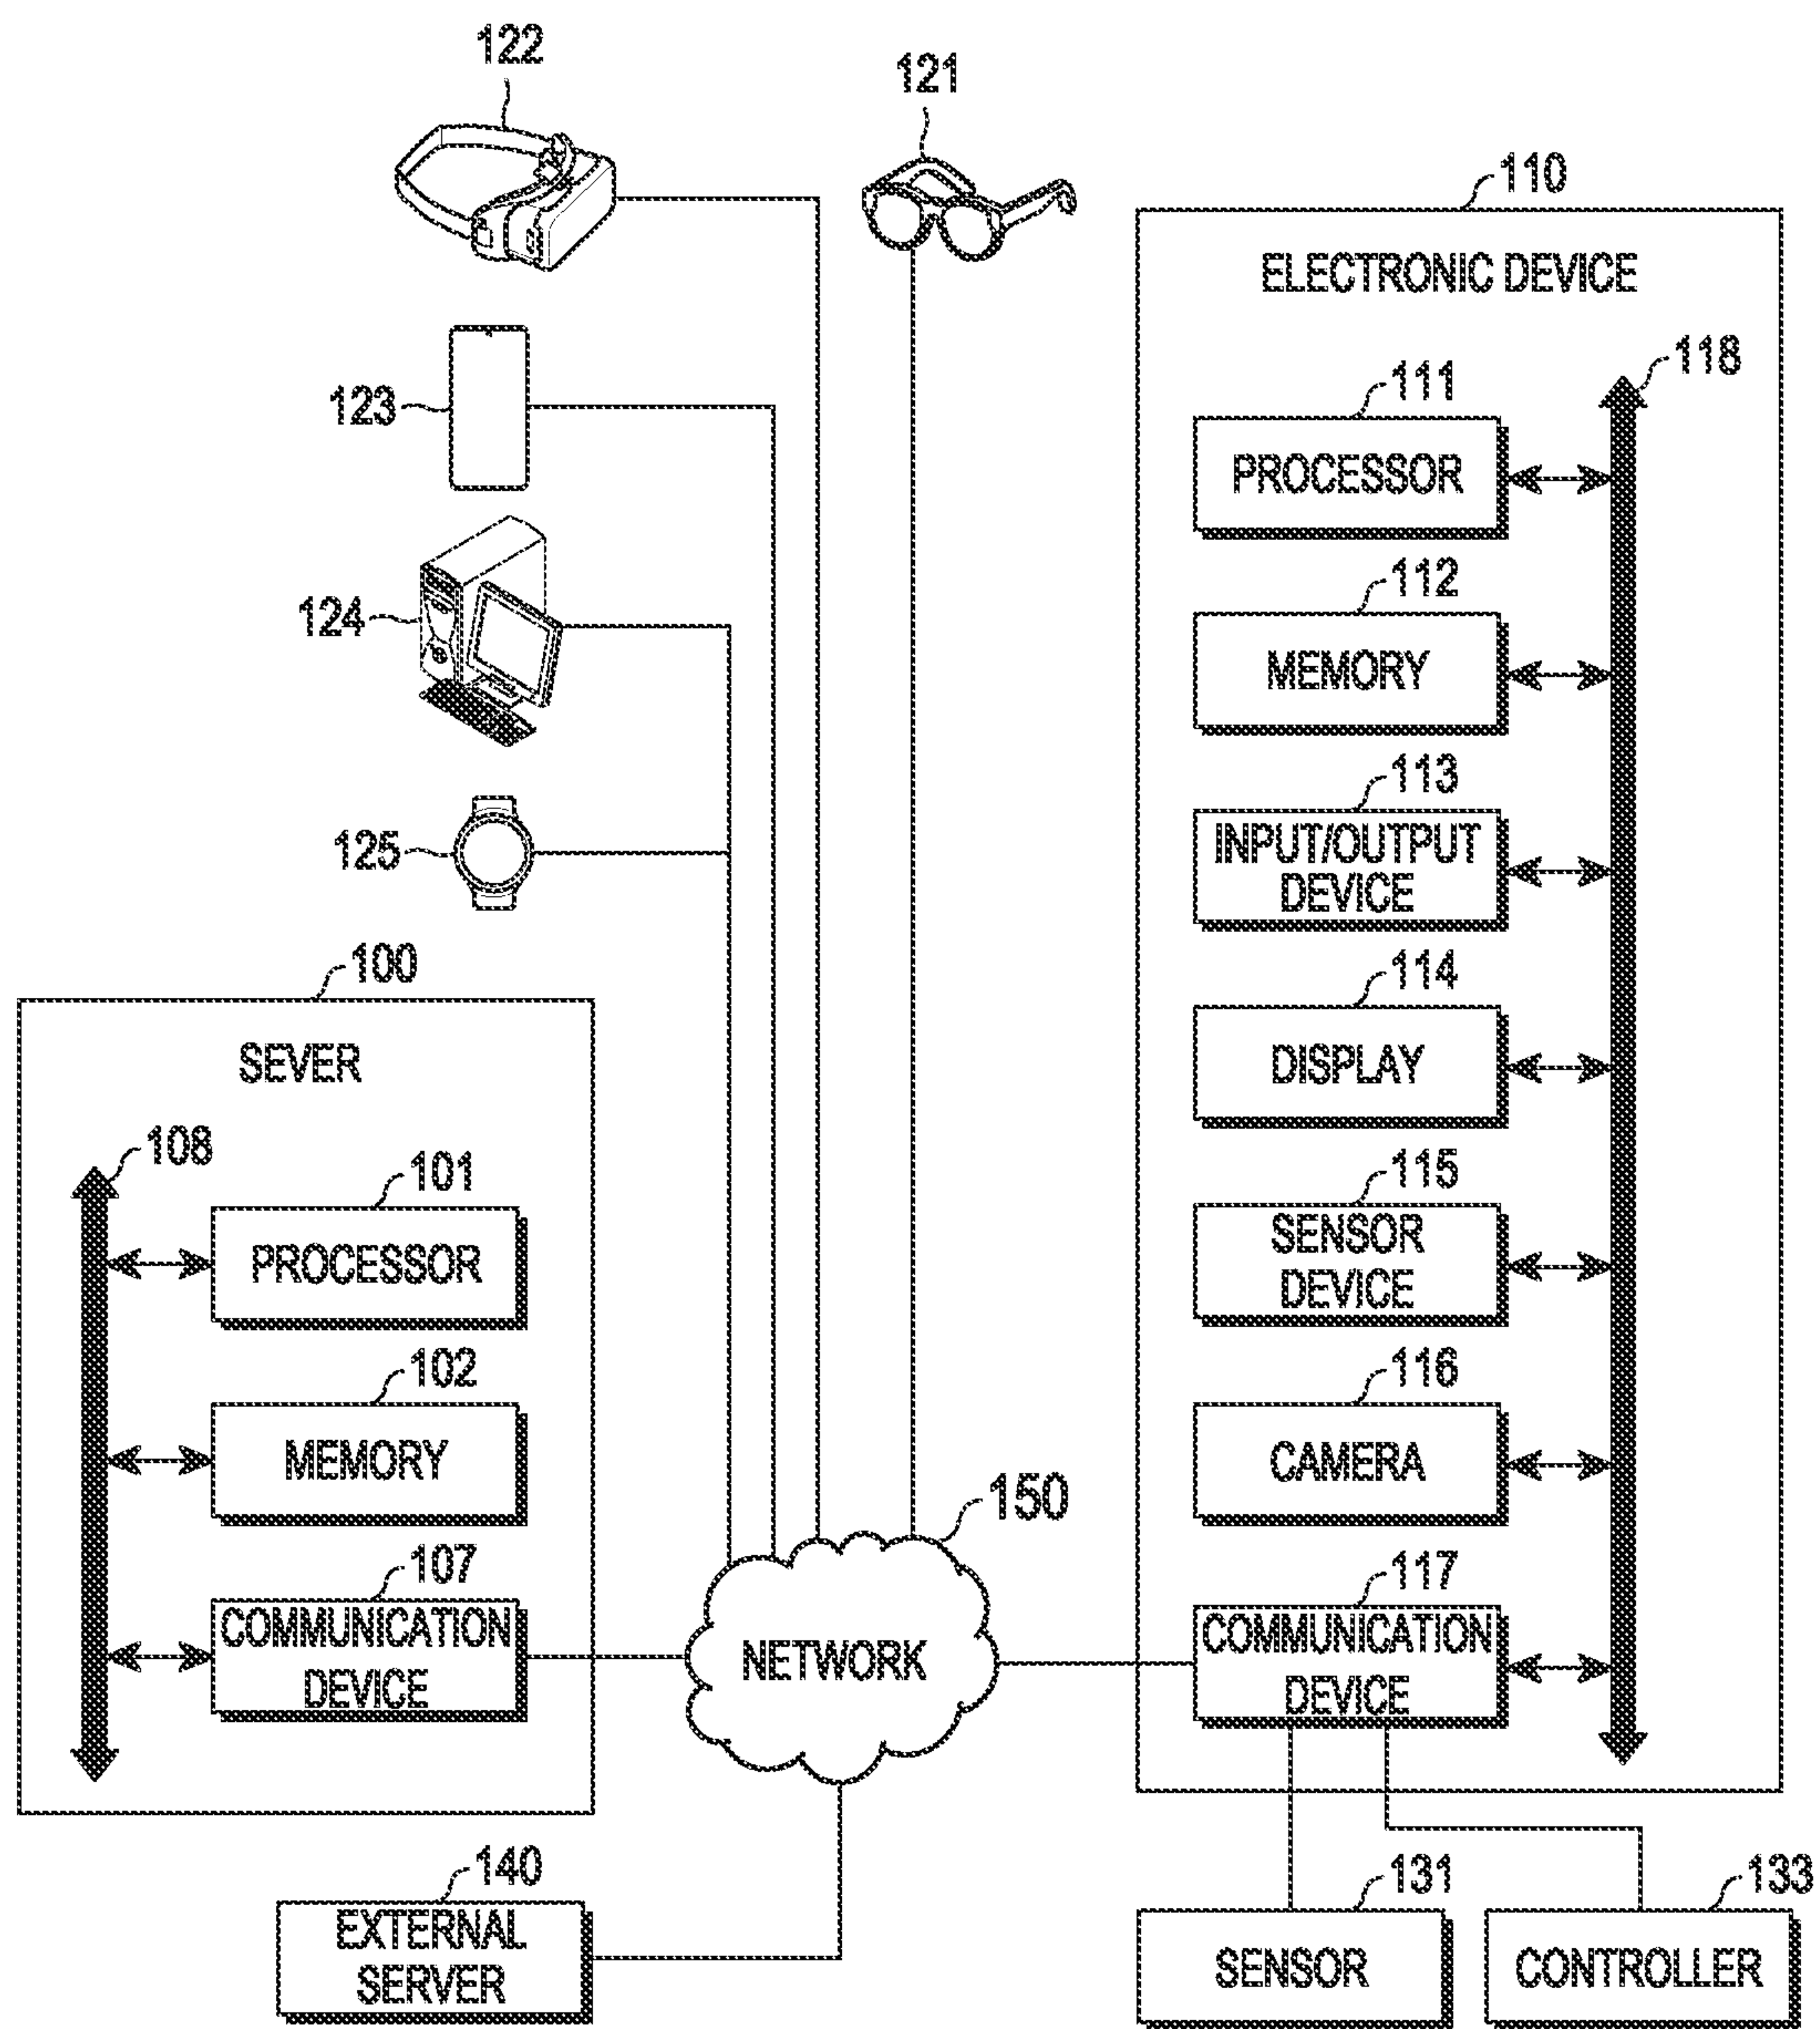 122
121
110
ELECTRONIC DEVICE
118
111
PROCESSOR
123
112
MEMORY
124
113
INPUT/OUTPUT
DEVICE
125
100
SEVER
114
DISPLAY
108
101
PROCESSOR
115
SENSOR
DEVICE
102
MEMORY
116
CAMERA
150
NETWORK
107
COMMUNICATION
DEVICE
117
COMMUNICATION
DEVICE
140
EXTERNAL
SERVER
131
SENSOR
133
CONTROLLER